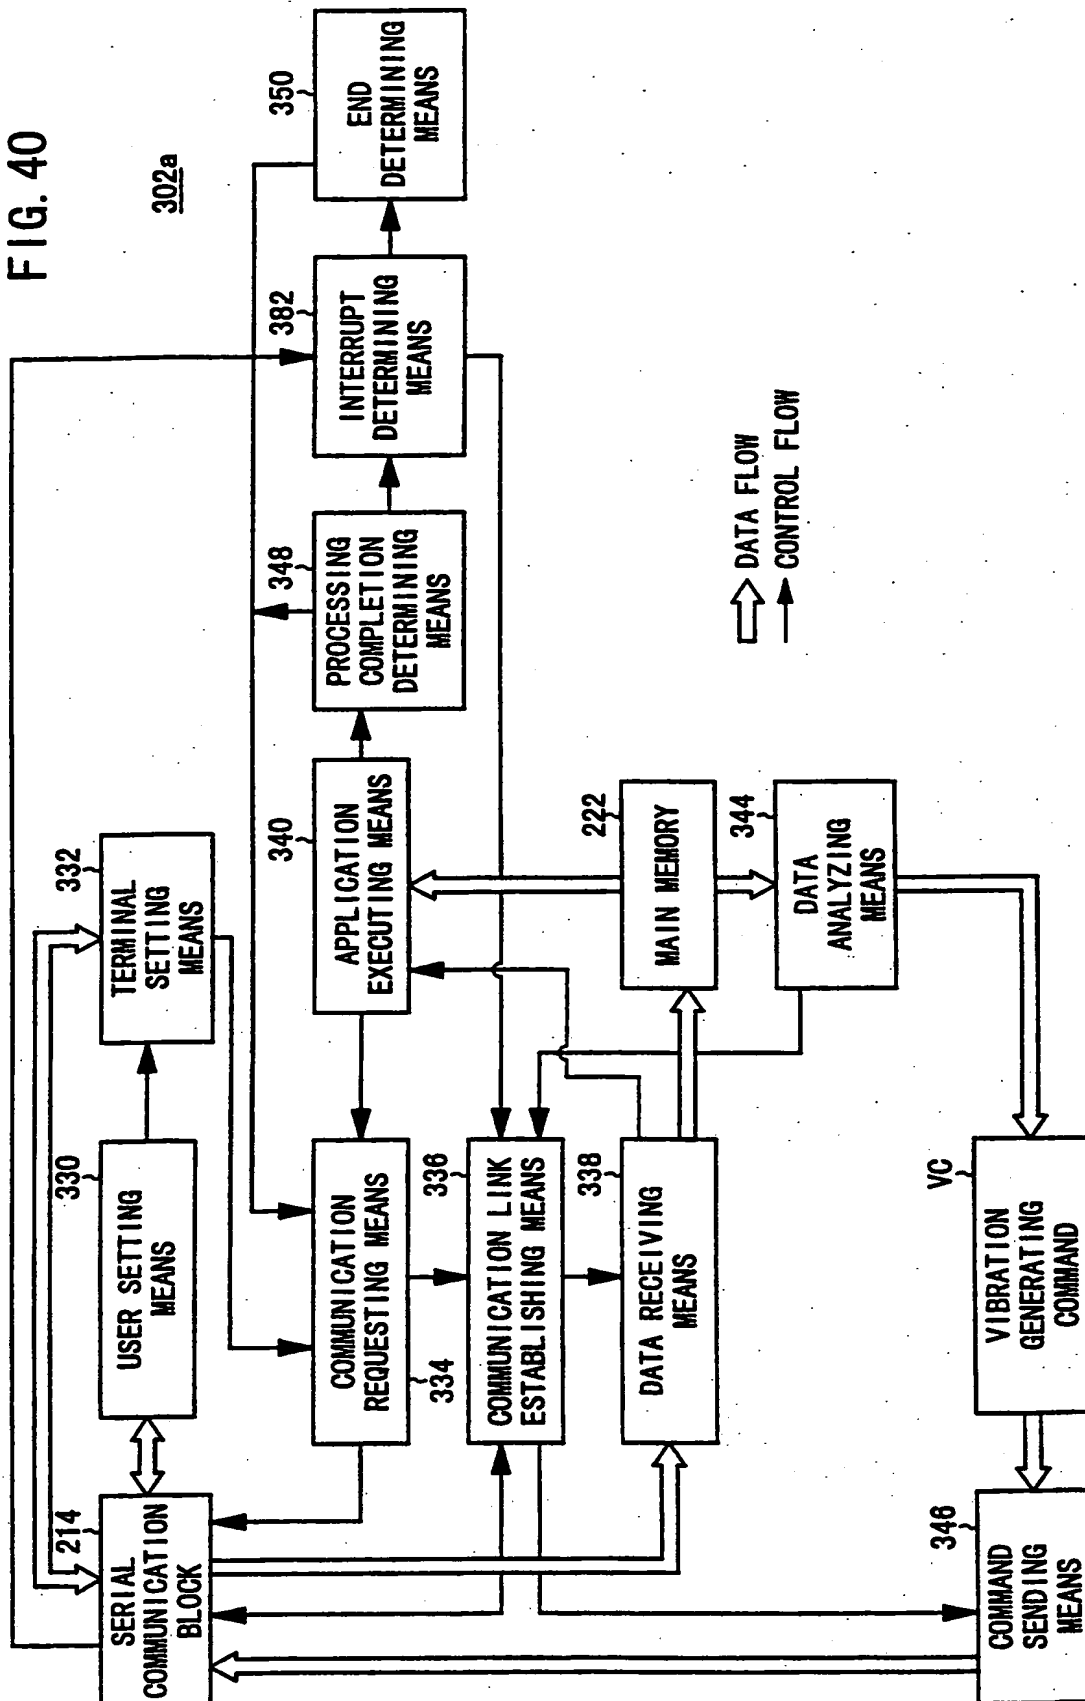 FIG. 40
302a
214
SERIAL
COMMUNICATION
BLOCK
330
USER SETTING
MEANS
332
TERMINAL
SETTING
MEANS
COMMUNICATION
REQUESTING MEANS
334
340
APPLICATION
EXECUTING MEANS
348
PROCESSING
COMPLETION
DETERMINING
MEANS
382
INTERRUPT
DETERMINING
MEANS
350
END
DETERMINING
MEANS
336
COMMUNICATION LINK
ESTABLISHING MEANS
338
DATA RECEIVING
MEANS
222
MAIN MEMORY
344
DATA
ANALYZING
MEANS
DATA FLOW
CONTROL FLOW
346
COMMAND
SENDING
MEANS
VC
VIBRATION
GENERATING
COMMAND